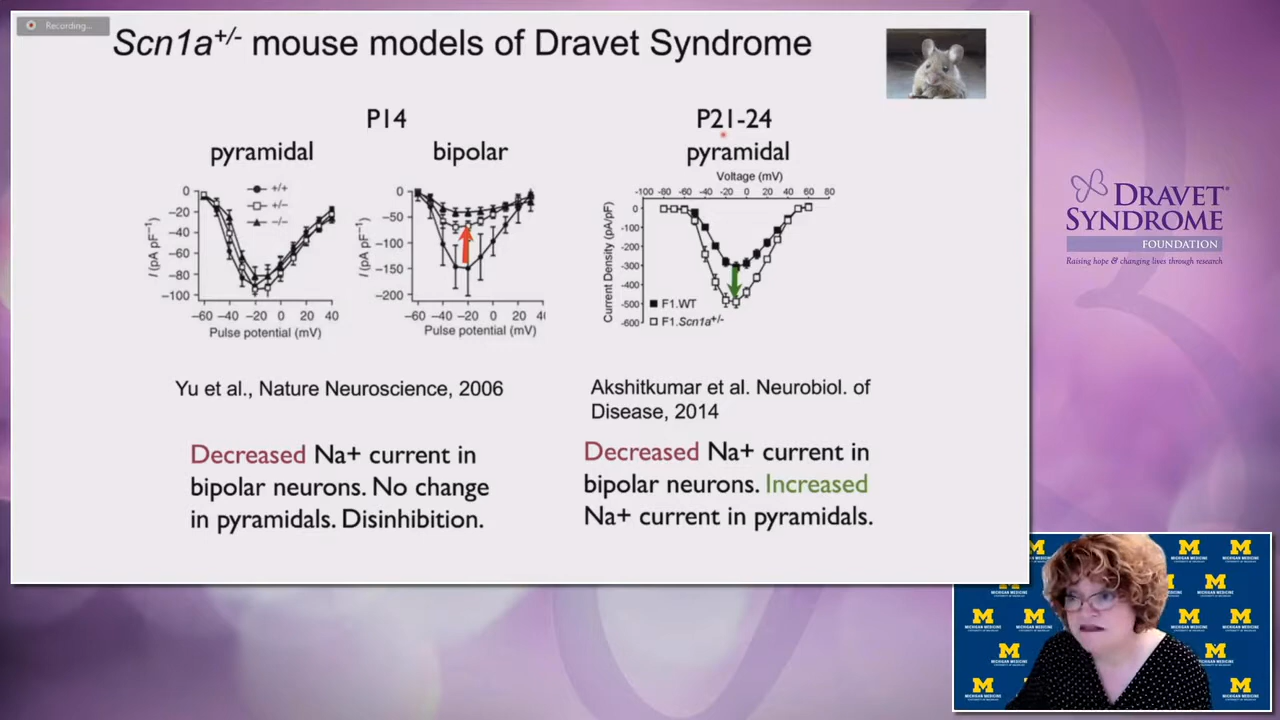 Recording...
Scn1a+/- mouse models of Dravet Syndrome
P14
pyramidal
bipolar
0
−20
−40
−60
−80
−100
I (pA pF−1)
+/+
+/−
−/−
−60 −40 −20 0 20 40
Pulse potential (mV)
0
−50
−100
−150
−200
I (pA pF−1)
−60 −40 −20 0 20
Pulse potential (mV)
P21-24
pyramidal
Voltage (mV)
-100 -80 -60 -40 -20 0 20 40 60 80
0
-100
-200
-300
-400
-500
-600
Current Density (pA/pF)
F1.WT
F1.Scn1a+/-
Yu et al., Nature Neuroscience, 2006
Akshitkumar et al. Neurobiol. of
Disease, 2014
Decreased Na+ current in
bipolar neurons. No change
in pyramidals. Disinhibition.
Decreased Na+ current in
bipolar neurons. Increased
Na+ current in pyramidals.
DRAVET
SYNDROME
FOUNDATION
Raising hope & changing lives through research
M
MICHIGAN MEDICINE